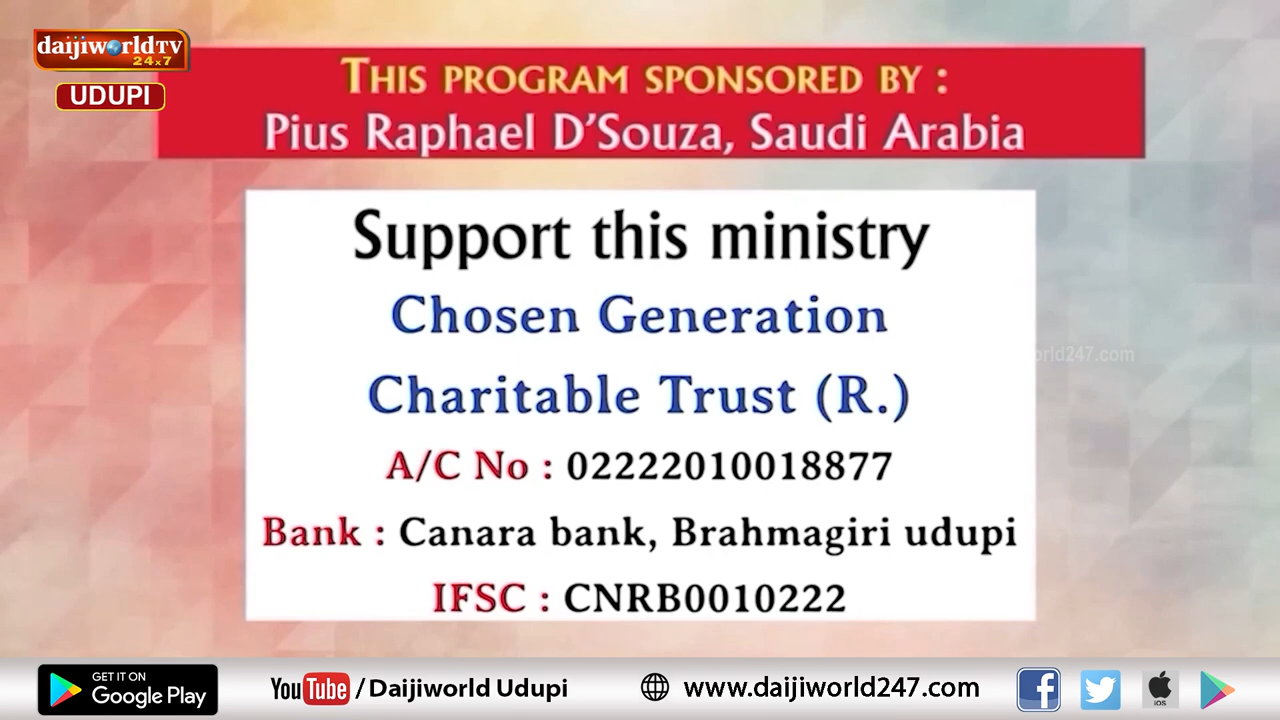 daijiworldTV
24x7
UDUPI
THIS PROGRAM SPONSORED BY :
Pius Raphael D'Souza, Saudi Arabia
Support this ministry
Chosen Generation
Charitable Trust (R.)
orld247.com
A/C No : 02222010018877
Bank : Canara bank, Brahmagiri udupi
IFSC : CNRB0010222
GET IT ON
Google Play
YouTube / Daijiworld Udupi
www.daijiworld247.com
iOS